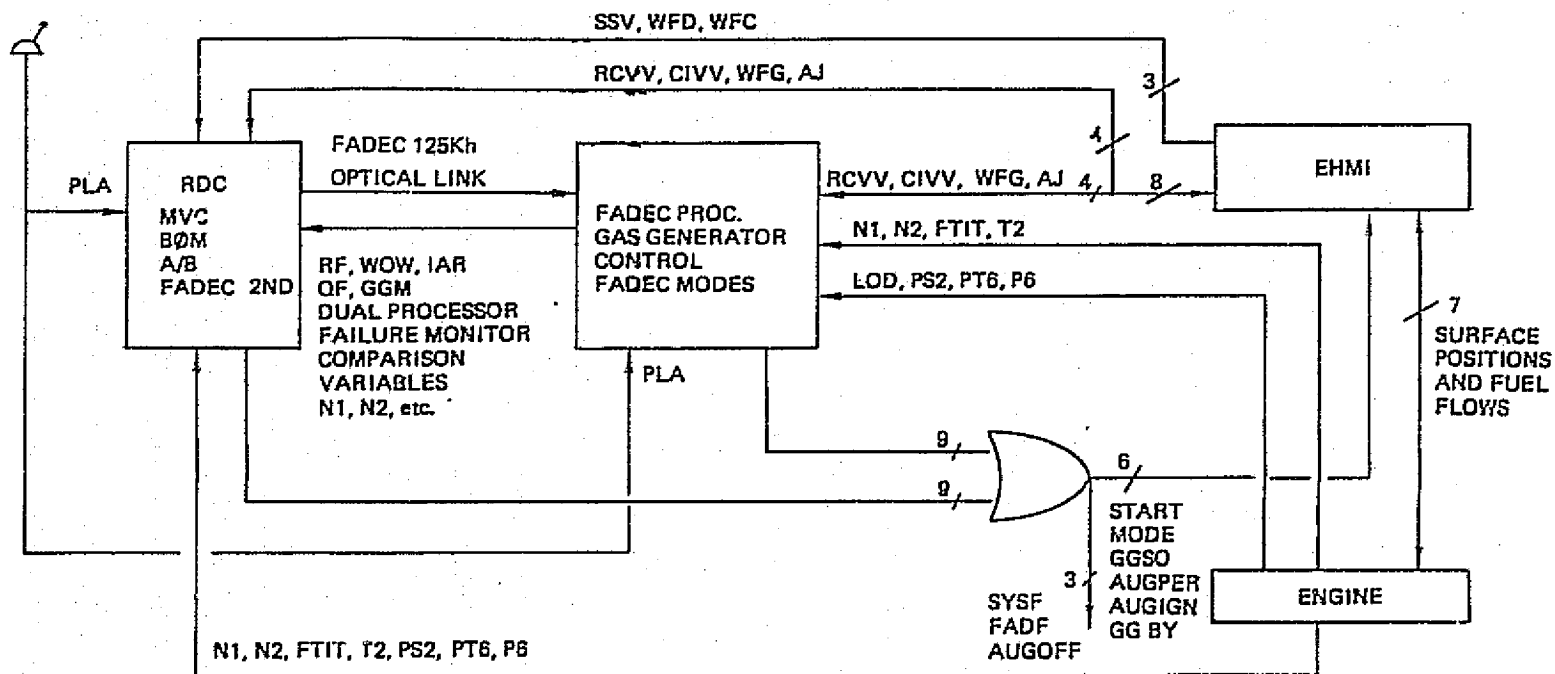 SSV, WFD, WFC
RCVV, CIVV, WFG, AJ
3
4
FADEC 125Kh
OPTICAL LINK
PLA
RDC
MVC
BØM
A/B
FADEC 2ND
RF, WOW, IAR
QF, GGM
DUAL PROCESSOR
FAILURE MONITOR
COMPARISON
VARIABLES
N1, N2, etc.
FADEC PROC.
GAS GENERATOR
CONTROL
FADEC MODES
PLA
RCVV, CIVV, WFG, AJ
4
8
EHMI
N1, N2, FTIT, T2
LOD, PS2, PT6, P6
7
SURFACE
POSITIONS
AND FUEL
FLOWS
9
9
6
START
MODE
GGSO
AUGPER
AUGIGN
GG BY
3
SYSF
FADF
AUGOFF
ENGINE
N1, N2, FTIT, T2, PS2, PT6, P6